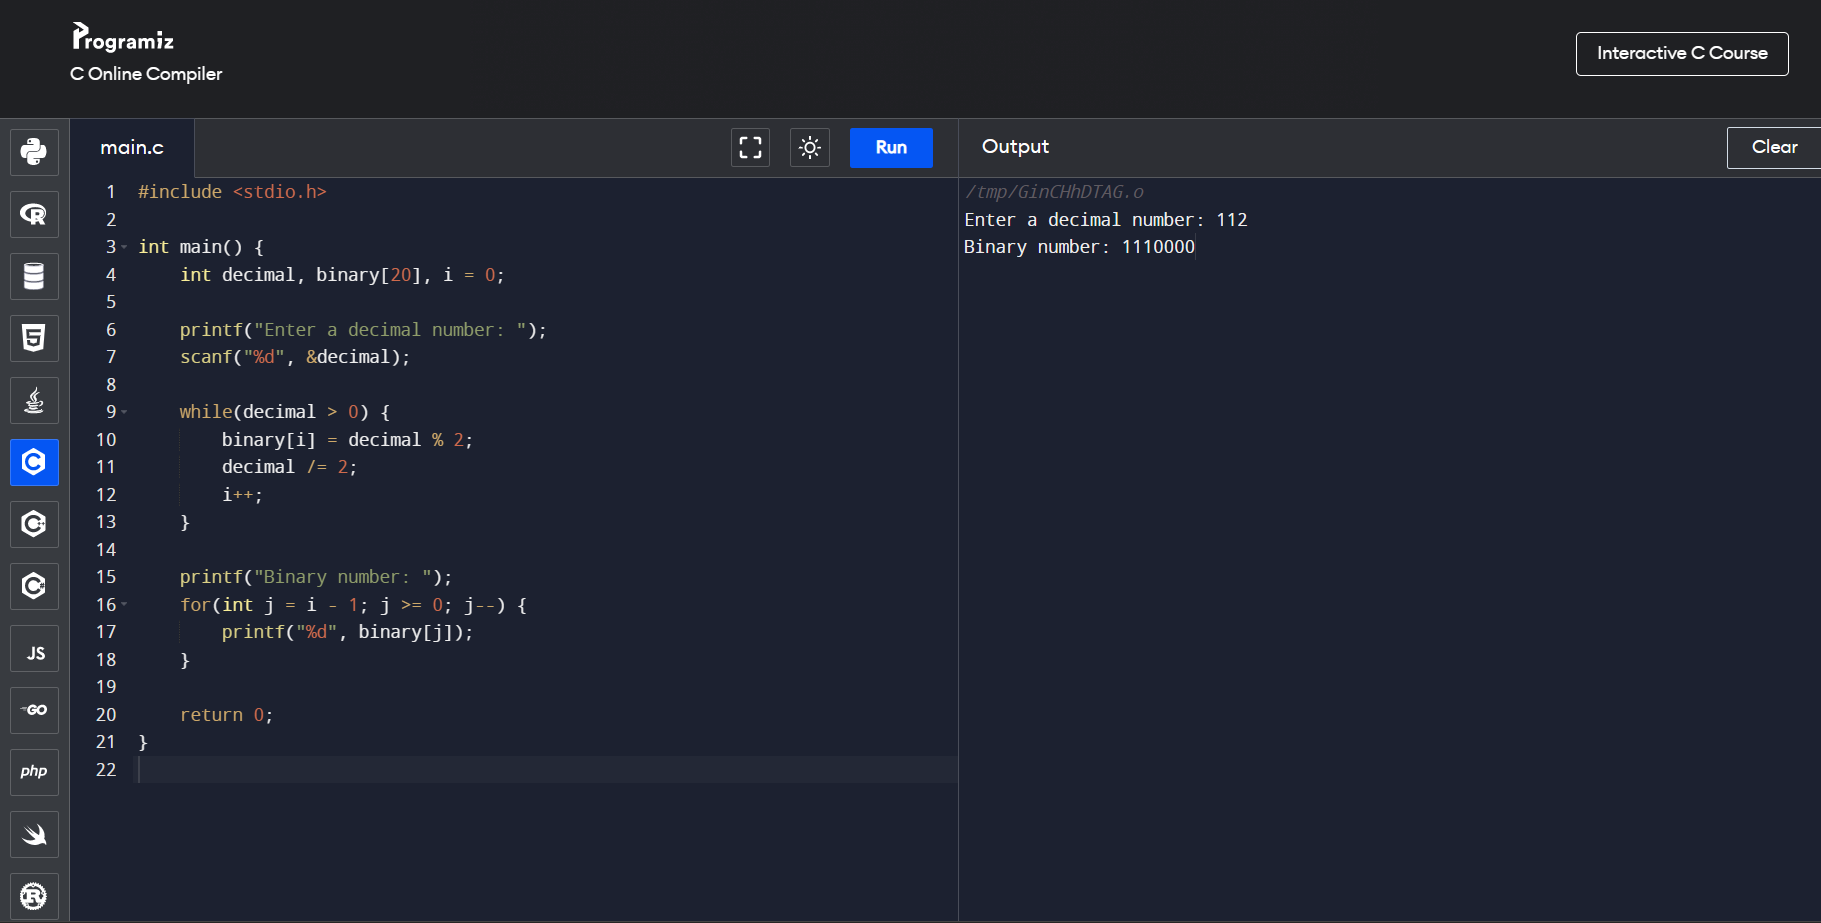 Programiz
C Online Compiler
Interactive C Course
main.c
Run
Output
Clear
1 #include <stdio.h>
2
3 int main() {
4     int decimal, binary[20], i = 0;
5
6     printf("Enter a decimal number: ");
7     scanf("%d", &decimal);
8
9     while(decimal > 0) {
10         binary[i] = decimal % 2;
11         decimal /= 2;
12         i++;
13     }
14
15     printf("Binary number: ");
16     for(int j = i - 1; j >= 0; j--) {
17         printf("%d", binary[j]);
18     }
19
20     return 0;
21 }
22
/tmp/GinCHhDTAG.o
Enter a decimal number: 112
Binary number: 1110000
R
5
C
C++
C#
JS
GO
php
R